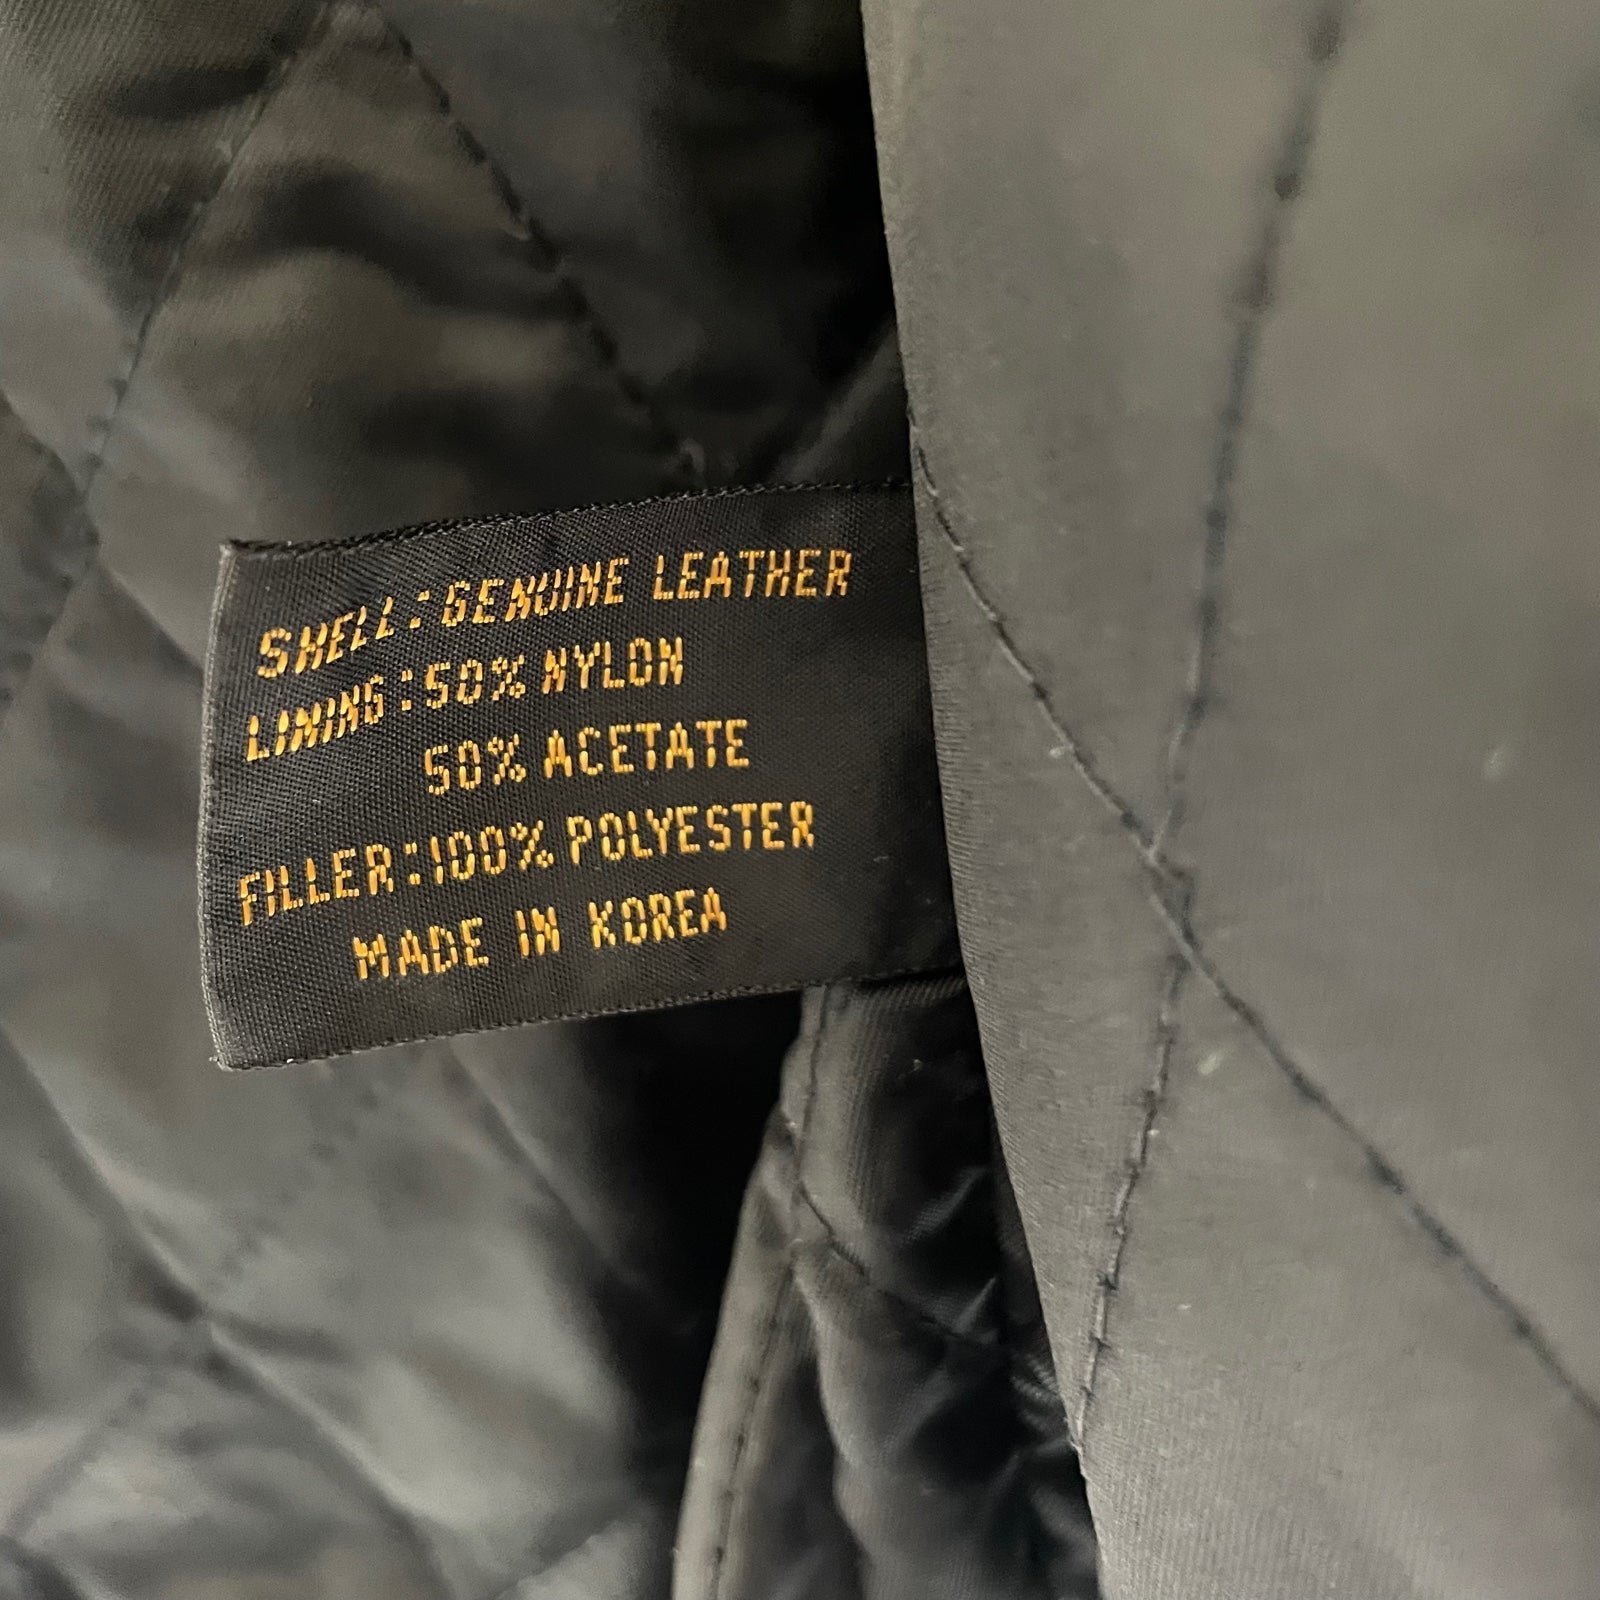 SHELL:GENUINE LEATHER
LINING:50% NYLON
50% ACETATE
FILLER:100% POLYESTER
MADE IN KOREA